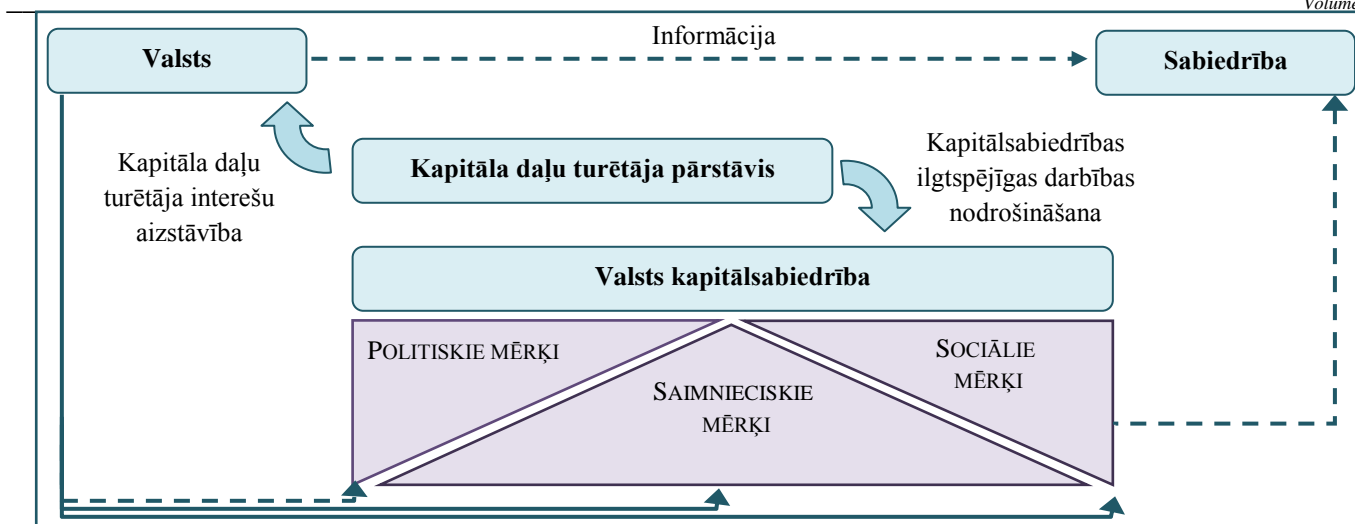 Volume
Valsts
Informācija
Sabiedrība
Kapitāla daļu
turētāja interešu
aizstāvība
Kapitāla daļu turētāja pārstāvis
Kapitālsabiedrības
ilgtspējīgas darbības
nodrošināšana
Valsts kapitālsabiedrība
POLITISKIE MĒRĶI
SAIMNIECISKIE
MĒRĶI
SOCIĀLIE
MĒRĶI